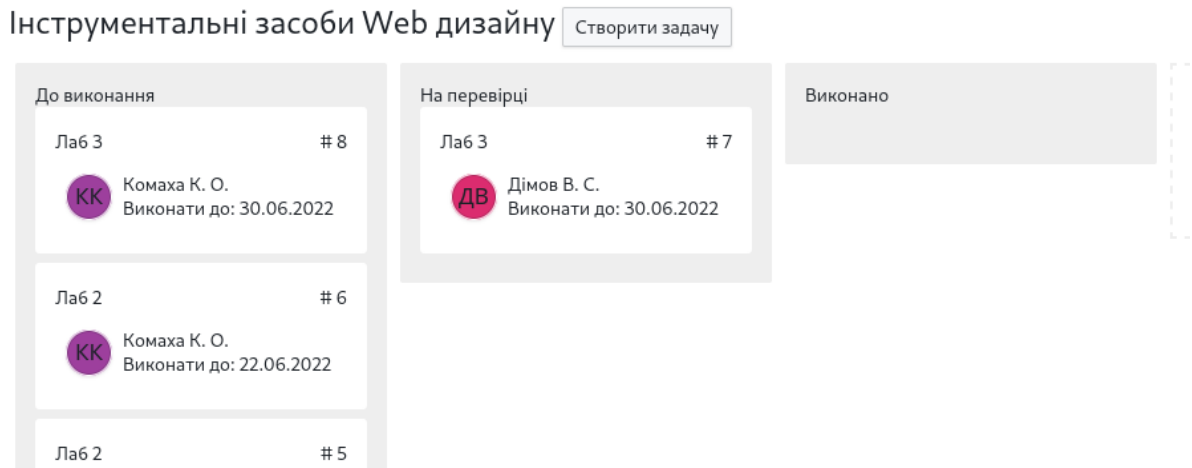 Інструментальні засоби Web дизайну
Створити задачу
До виконання
Лаб 3
# 8
КК
Комаха К. О.
Виконати до: 30.06.2022
Лаб 2
# 6
КК
Комаха К. О.
Виконати до: 22.06.2022
Лаб 2
# 5
На перевірці
Лаб 3
# 7
ДВ
Дімов В. С.
Виконати до: 30.06.2022
Виконано